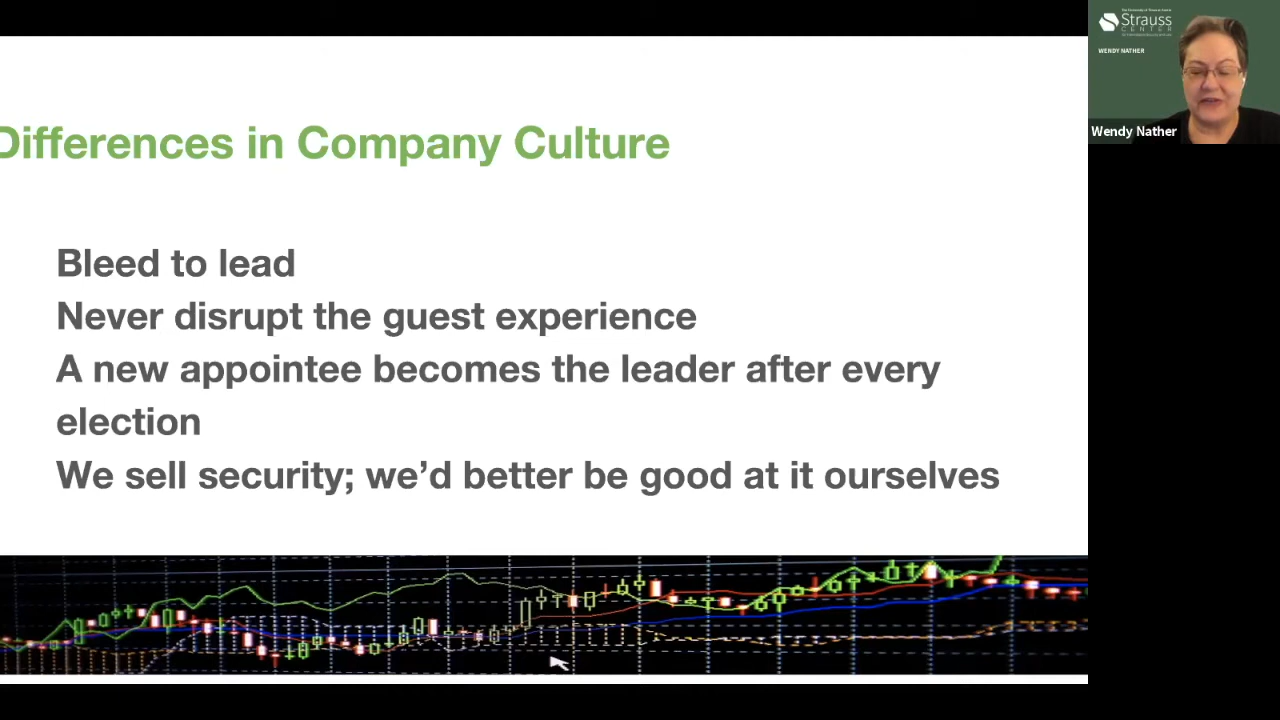 Differences in Company Culture
Bleed to lead
Never disrupt the guest experience
A new appointee becomes the leader after every
election
We sell security; we’d better be good at it ourselves
Strauss
CENTER
WENDY NATHER
Wendy Nather